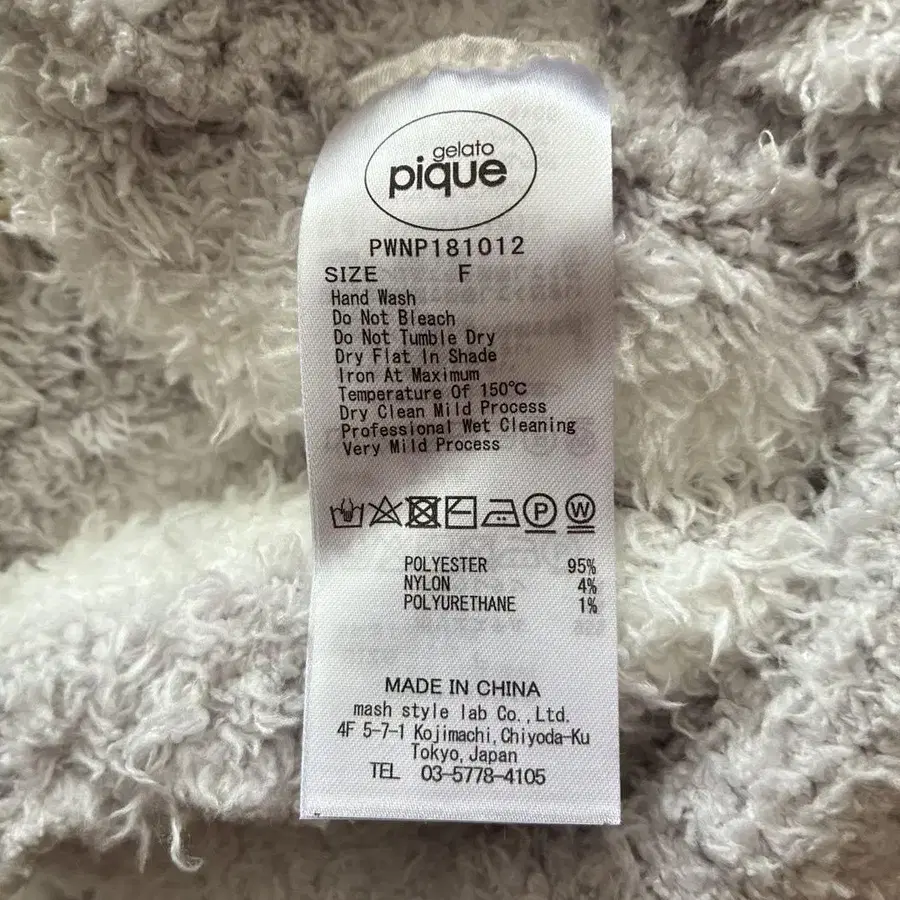 gelato
pique
PWNP181012
SIZE F
Hand Wash
Do Not Bleach
Do Not Tumble Dry
Dry Flat In Shade
Iron At Maximum
Temperature Of 150℃
Dry Clean Mild Process
Professional Wet Cleaning
Very Mild Process
P W
POLYESTER 95%
NYLON 4%
POLYURETHANE 1%
MADE IN CHINA
mash style lab Co.,Ltd.
4F 5-7-1 Kojimachi,Chiyoda-Ku
Tokyo,Japan
TEL 03-5778-4105